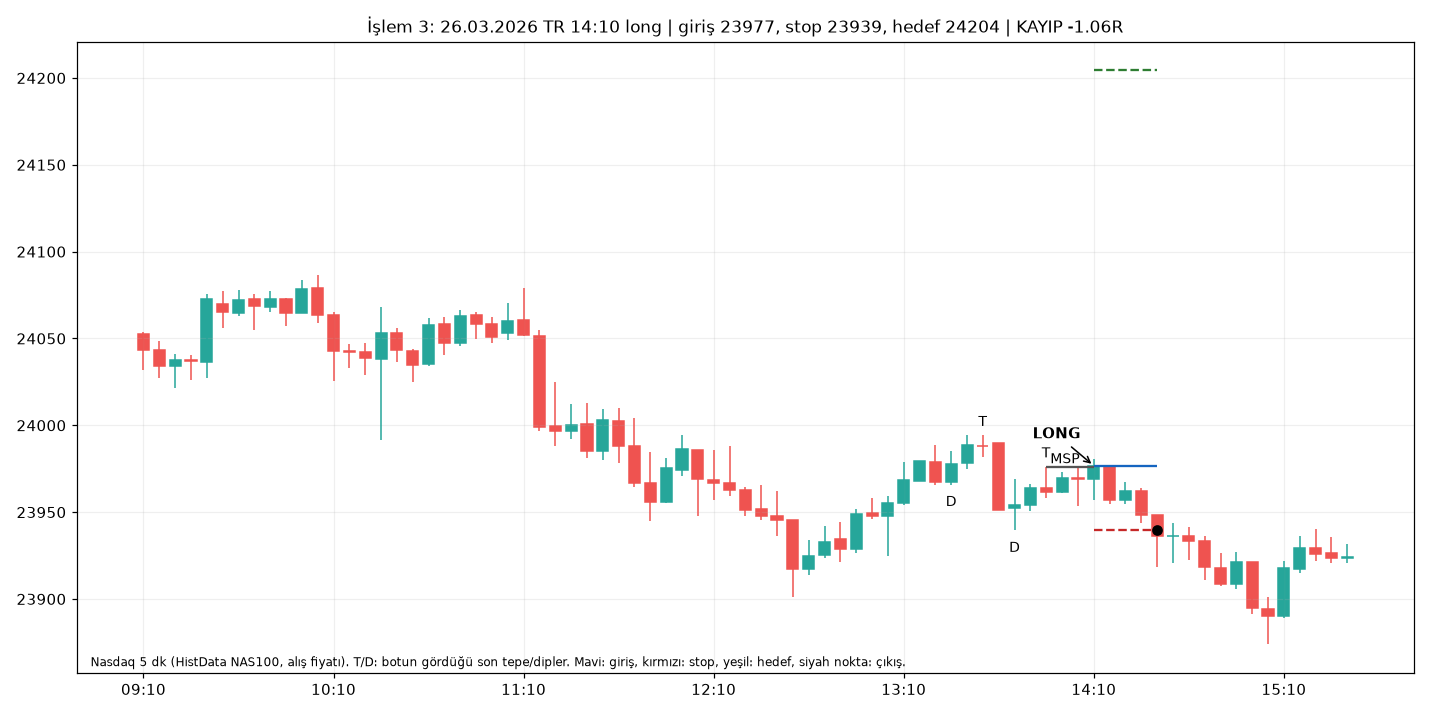 İşlem 3: 26.03.2026 TR 14:10 long | giriş 23977, stop 23939, hedef 24204 | KAYIP -1.06R
24200
24150
24100
24050
24000
23950
23900
T
LONG
T
MSP
D
D
Nasdaq 5 dk (HistData NAS100, alış fiyatı). T/D: botun gördüğü son tepe/dipler. Mavi: giriş, kırmızı: stop, yeşil: hedef, siyah nokta: çıkış.
09:10 10:10 11:10 12:10 13:10 14:10 15:10